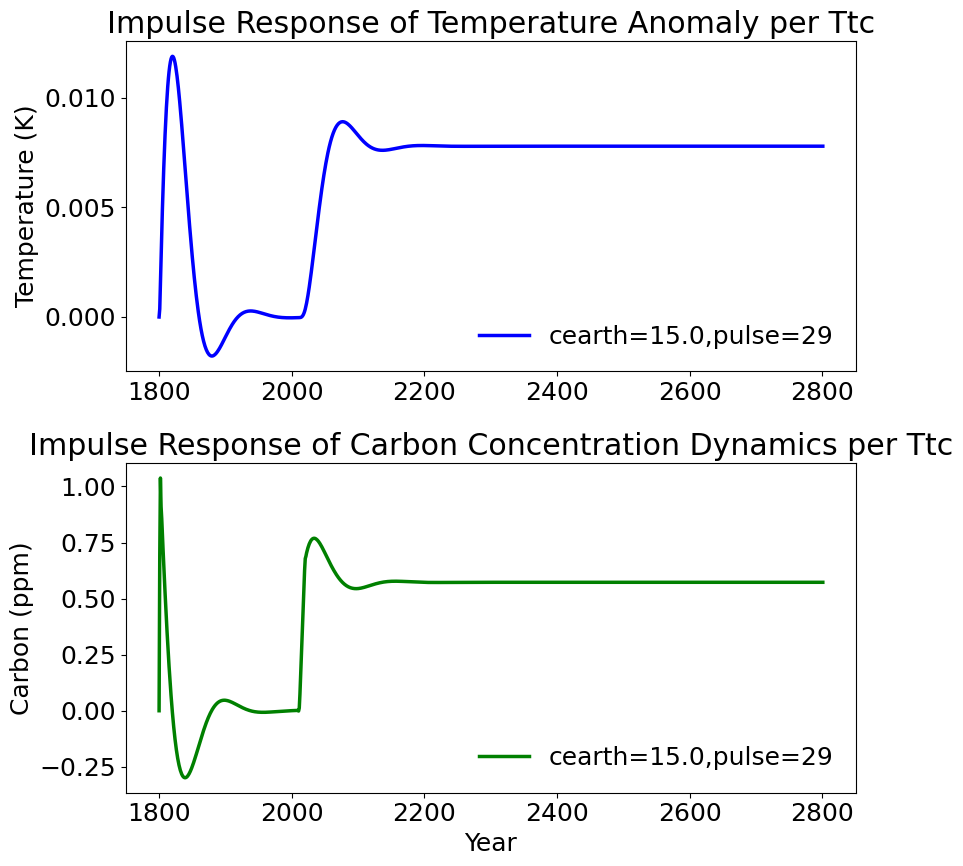 Impulse Response of Temperature Anomaly per Ttc
Temperature (K)
0.010
0.005
0.000
cearth=15.0,pulse=29
1800 2000 2200 2400 2600 2800
Impulse Response of Carbon Concentration Dynamics per Ttc
Carbon (ppm)
1.00
0.75
0.50
0.25
0.00
−0.25
cearth=15.0,pulse=29
1800 2000 2200 2400 2600 2800
Year